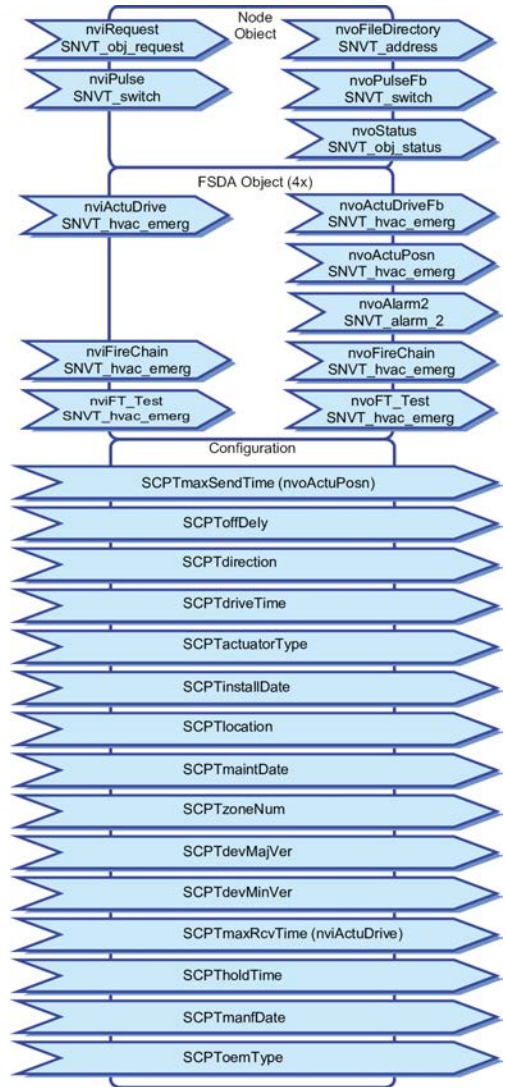 Node
Object
nviRequest
SNVT_obj_request
nvoFileDirectory
SNVT_address
nviPulse
SNVT_switch
nvoPulseFb
SNVT_switch
nvoStatus
SNVT_obj_status
FSDA Object (4x)
nviActuDrive
SNVT_hvac_emerg
nvoActuDriveFb
SNVT_hvac_emerg
nvoActuPosn
SNVT_hvac_emerg
nvoAlarm2
SNVT_alarm_2
nviFireChain
SNVT_hvac_emerg
nvoFireChain
SNVT_hvac_emerg
nviFT_Test
SNVT_hvac_emerg
nvoFT_Test
SNVT_hvac_emerg
Configuration
SCPTmaxSendTime (nvoActuPosn)
SCPToffDely
SCPTdirection
SCPTdriveTime
SCPTactuatorType
SCPTinstallDate
SCPTlocation
SCPTmaintDate
SCPTzoneNum
SCPTdevMajVer
SCPTdevMinVer
SCPTmaxRcvTime (nviActuDrive)
SCPTholdTime
SCPTmanfDate
SCPToemType